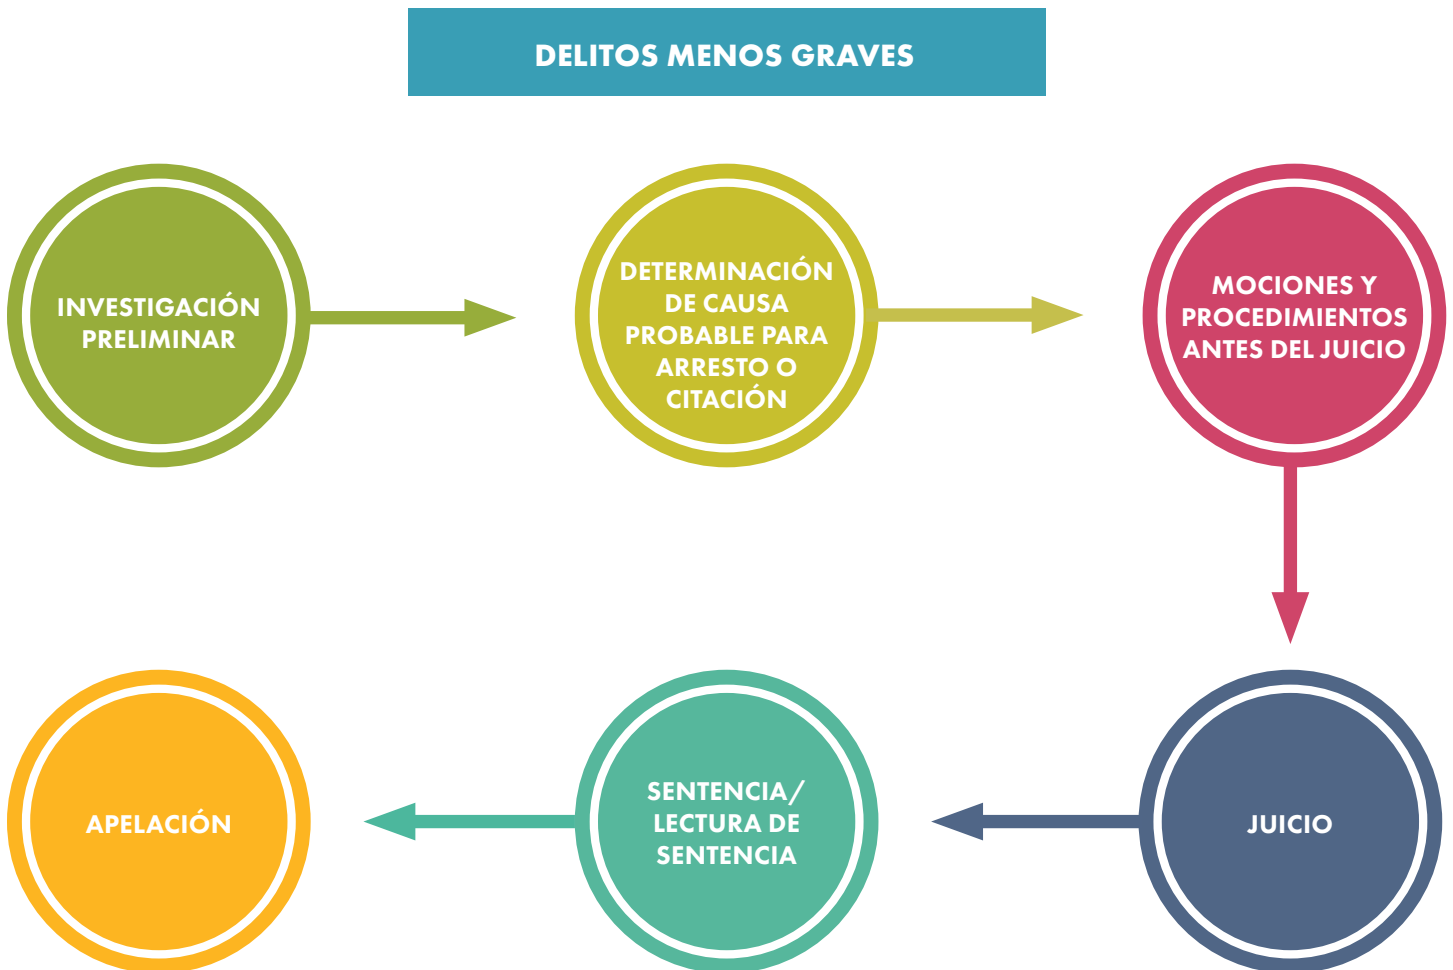 DELITOS MENOS GRAVES
INVESTIGACIÓN
PRELIMINAR
DETERMINACIÓN
DE CAUSA
PROBABLE PARA
ARRESTO O
CITACIÓN
MOCIONES Y
PROCEDIMIENTOS
ANTES DEL JUICIO
JUICIO
SENTENCIA/
LECTURA DE
SENTENCIA
APELACIÓN